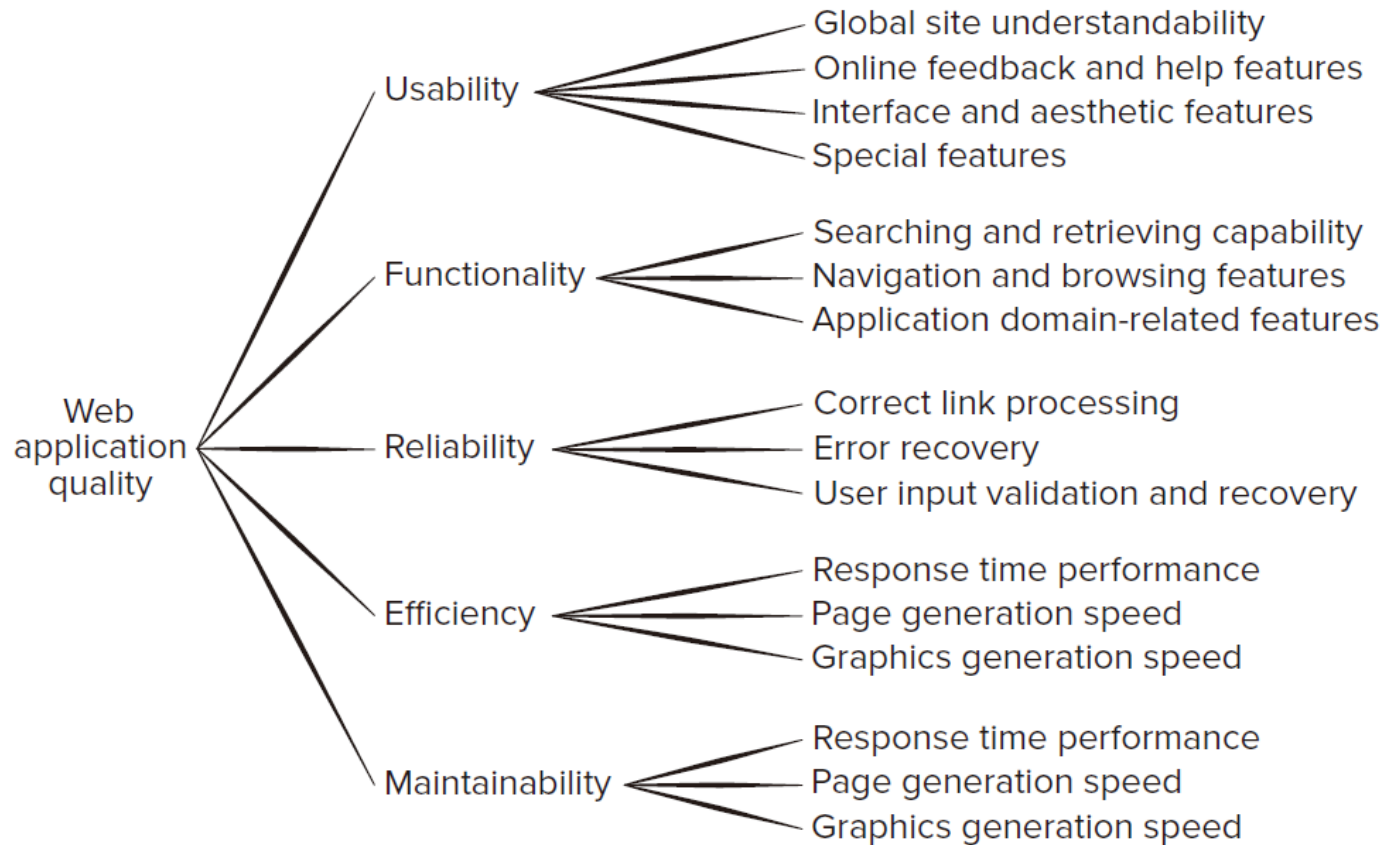 Web
application
quality
Usability
Global site understandability
Online feedback and help features
Interface and aesthetic features
Special features
Functionality
Searching and retrieving capability
Navigation and browsing features
Application domain-related features
Reliability
Correct link processing
Error recovery
User input validation and recovery
Efficiency
Response time performance
Page generation speed
Graphics generation speed
Maintainability
Response time performance
Page generation speed
Graphics generation speed